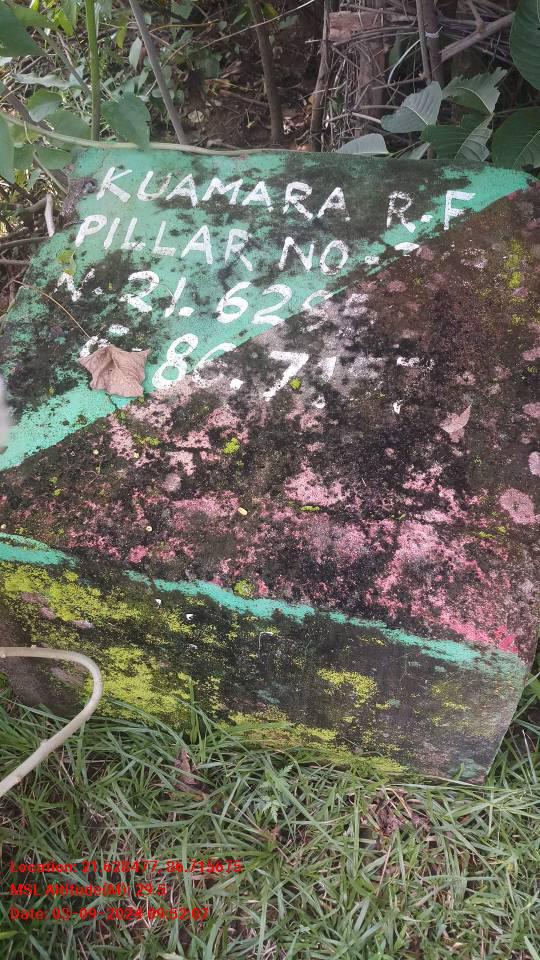 KUAMARA R.F
PILLAR NO-
N 21.629
86.71
Location: 21.628477, 86.715675
MSL Altitude(M): 29.5
Date: 03-09-2024 09:52:07